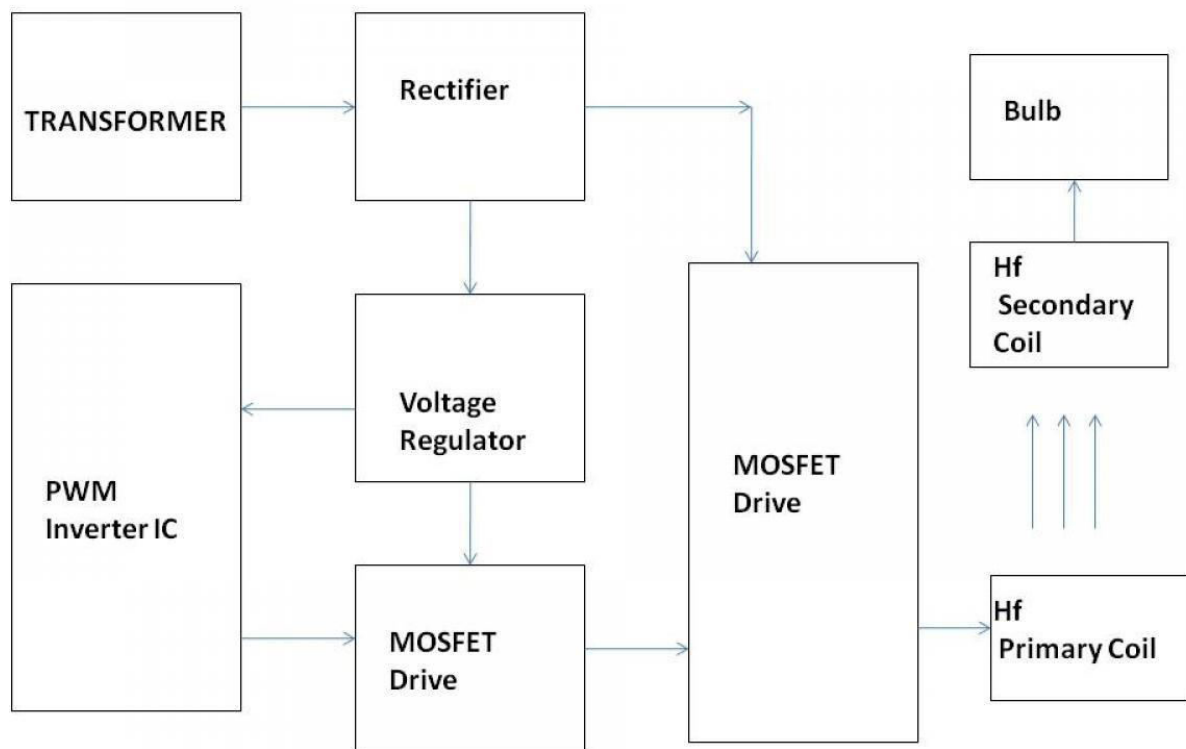 TRANSFORMER
Rectifier
Bulb
Hf
Secondary
Coil
Voltage
Regulator
PWM
Inverter IC
MOSFET
Drive
MOSFET
Drive
Hf
Primary Coil